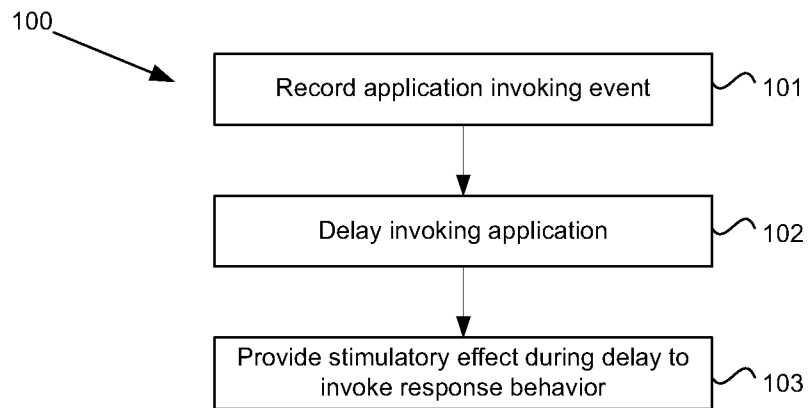 100
Record application invoking event
101
Delay invoking application
102
Provide stimulatory effect during delay to
invoke response behavior
103